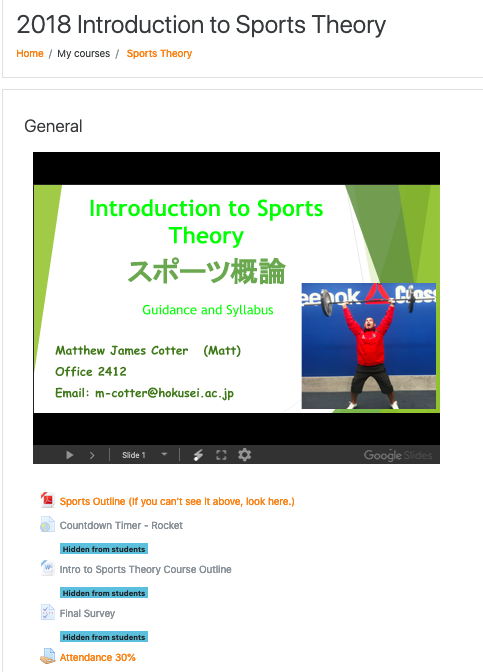 2018 Introduction to Sports Theory
Home / My courses / Sports Theory
General
Introduction to Sports
Theory
スポーツ概論
Guidance and Syllabus
Matthew James Cotter (Matt)
Office 2412
Email: m-cotter@hokusei.ac.jp
Slide 1
Google Slides
Sports Outline (If you can't see it above, look here.)
Countdown Timer - Rocket
Hidden from students
Intro to Sports Theory Course Outline
Hidden from students
Final Survey
Hidden from students
Attendance 30%